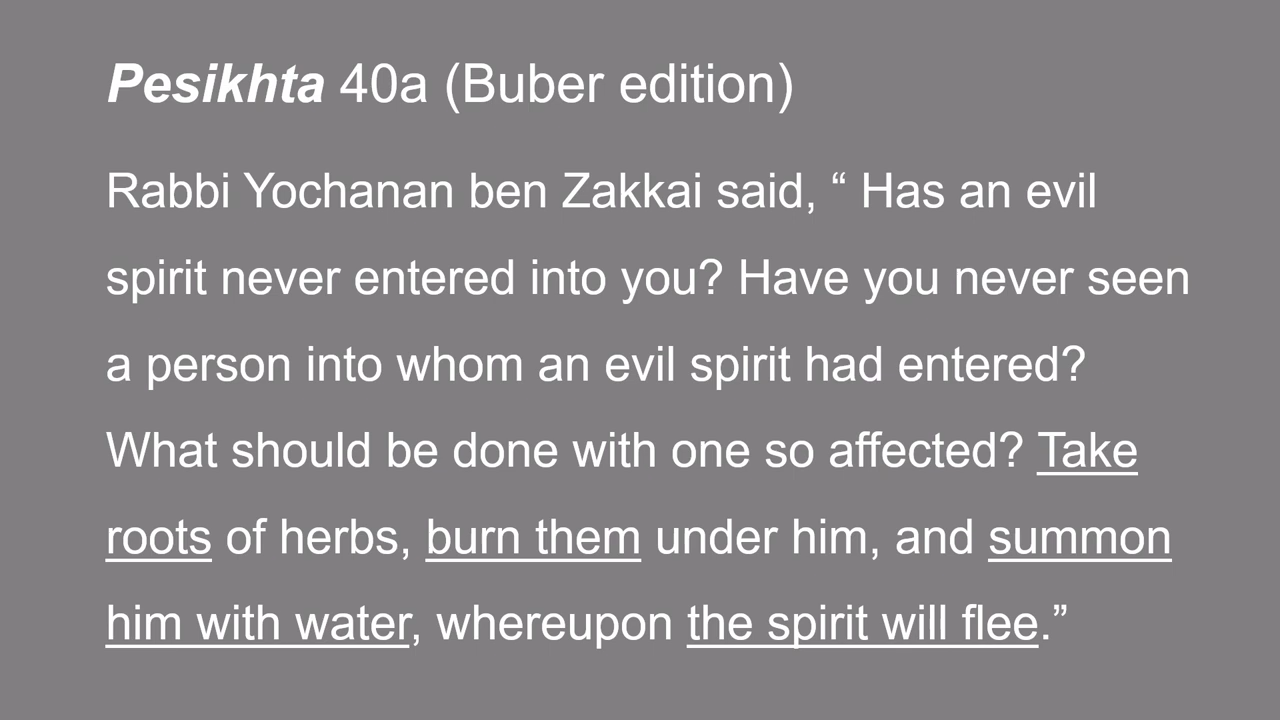 Pesikhta 40a (Buber edition)
Rabbi Yochanan ben Zakkai said, “ Has an evil
spirit never entered into you? Have you never seen
a person into whom an evil spirit had entered?
What should be done with one so affected? Take
roots of herbs, burn them under him, and summon
him with water, whereupon the spirit will flee.”